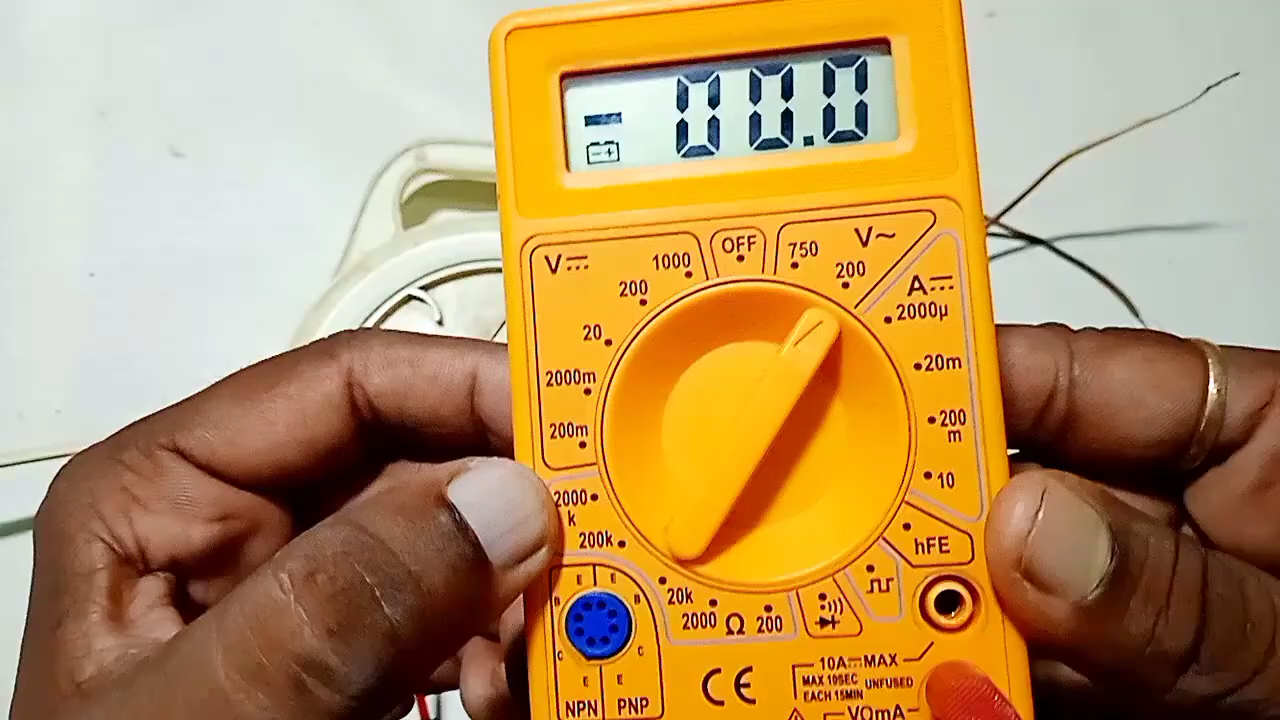 - 00.0
OFF
V⎓
1000
200
20
2000m
200m
750
V~
200
A⎓
2000µ
20m
200
m
10
2000
k
200k
20k
2000 Ω 200
hFE
E E
B B
C C
E E
NPN PNP
CE
10A⎓MAX
MAX 10SEC UNFUSED
EACH 15MIN
VΩmA